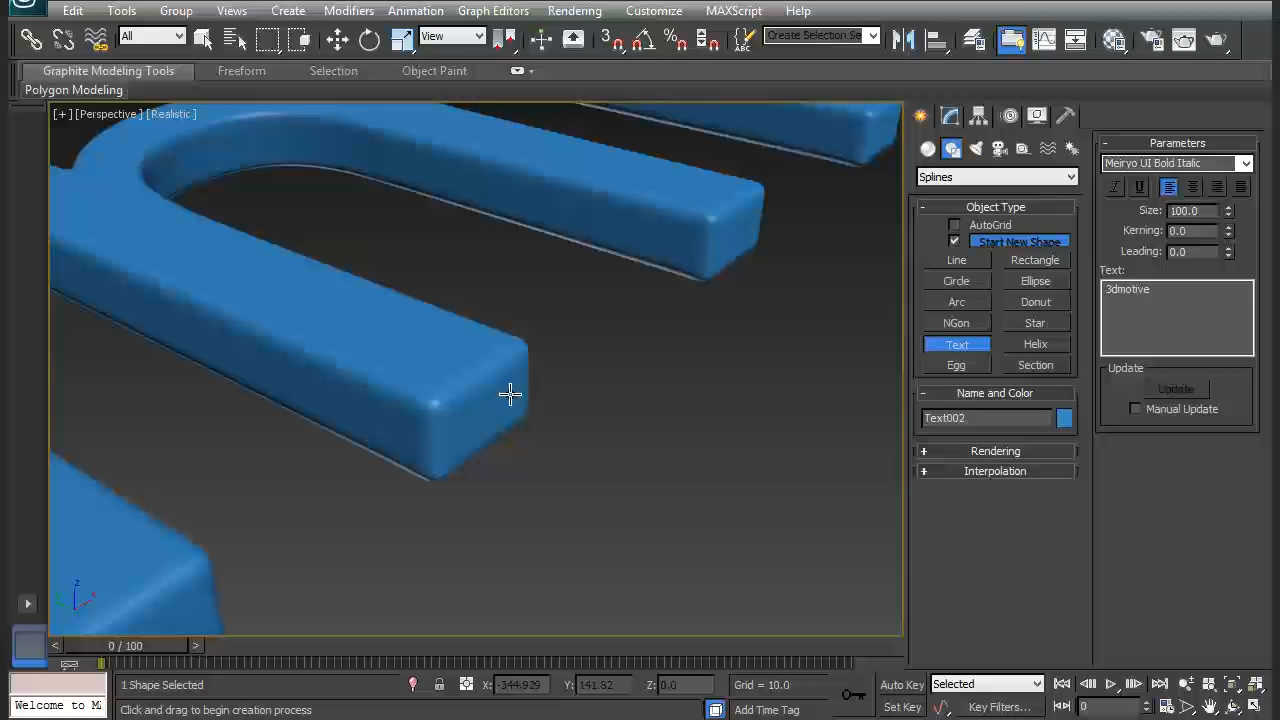 Edit Tools Group Views Create Modifiers Animation Graph Editors Rendering Customize MAXScript Help
All View 3 Create Selection Se
Graphite Modeling Tools Freeform Selection Object Paint
Polygon Modeling
[+] [Perspective] [Realistic]
Splines
- Object Type
AutoGrid
Start New Shape
Line Rectangle
Circle Ellipse
Arc Donut
NGon Star
Text Helix
Egg Section
- Name and Color
Text002
+ Rendering
+ Interpolation
- Parameters
Meiryo UI Bold Italic
I U
Size: 100.0
Kerning: 0.0
Leading: 0.0
Text:
3dmotive
Update
Update
Manual Update
z
< 0 / 100 >
1 Shape Selected X: -344.929 Y: 141.82 Z: 0.0 Grid = 10.0 Auto Key Selected
Welcome to M Click and drag to begin creation process Add Time Tag Set Key Key Filters... 0